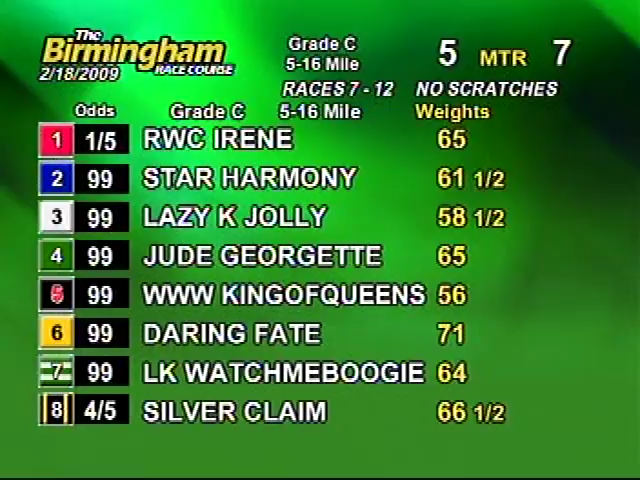 The
Birmingham
RACE COURSE
2/18/2009
Grade C
5-16 Mile
5 MTR 7
RACES 7 - 12 NO SCRATCHES
Odds Grade C 5-16 Mile Weights
1 1/5 RWC IRENE 65
2 99 STAR HARMONY 61 1/2
3 99 LAZY K JOLLY 58 1/2
4 99 JUDE GEORGETTE 65
5 99 WWW KINGOFQUEENS 56
6 99 DARING FATE 71
7 99 LK WATCHMEBOOGIE 64
8 4/5 SILVER CLAIM 66 1/2